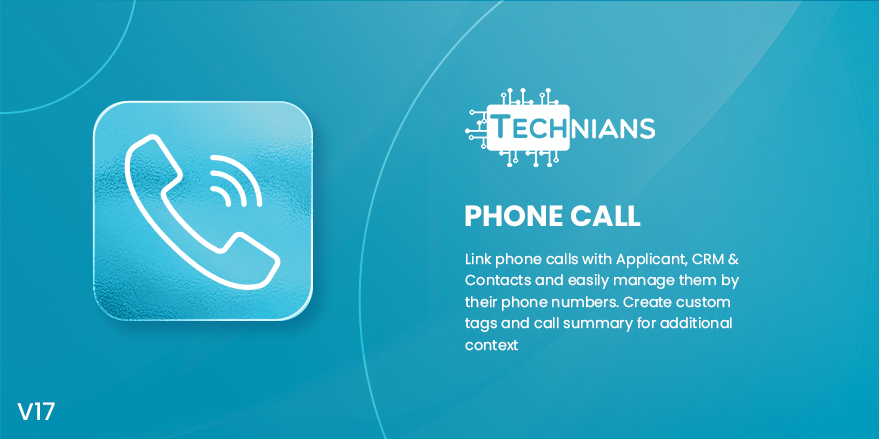 TECHNIANS
PHONE CALL
Link phone calls with Applicant, CRM &
Contacts and easily manage them by
their phone numbers. Create custom
tags and call summary for additional
context
V17